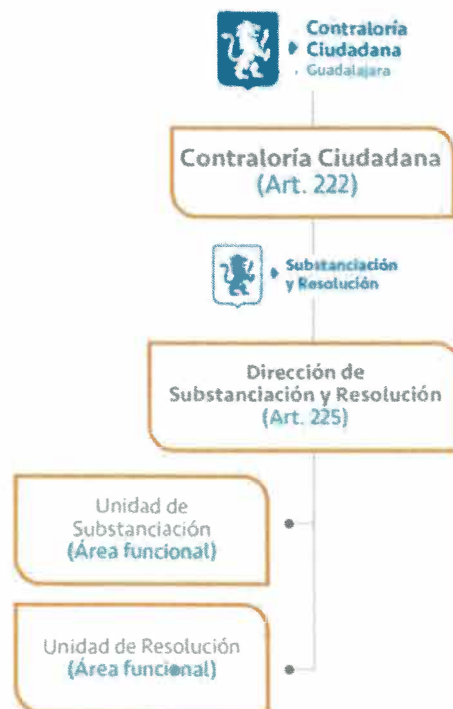 Contraloría
Ciudadana
Guadalajara
Contraloría Ciudadana
(Art. 222)
Substanciación
y Resolución
Dirección de
Substanciación y Resolución
(Art. 225)
Unidad de
Substanciación
(Área funcional)
Unidad de Resolución
(Área funcional)